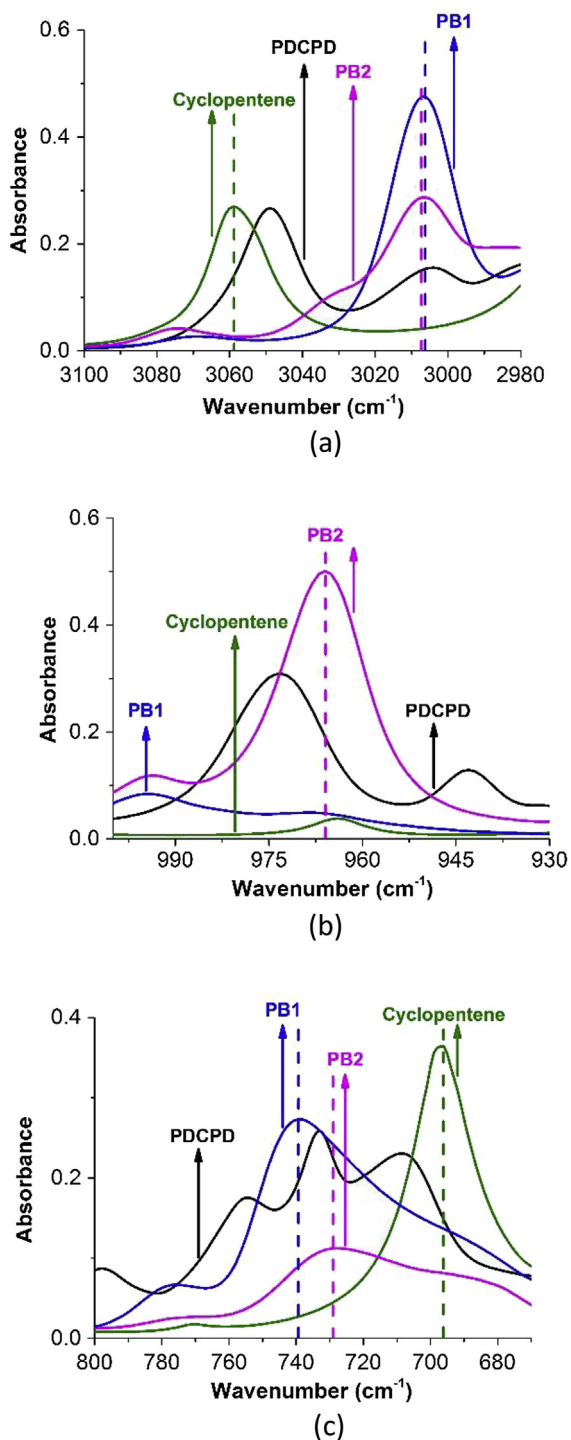 0.6
PDCPD
PB1
PB2
Cyclopentene
0.4
0.2
0.0
Absorbance
3100 3080 3060 3040 3020 3000 2980
Wavenumber (cm-1)
(a)
0.6
PB2
0.4
Cyclopentene
0.2
PB1
PDCPD
0.0
Absorbance
990 975 960 945 930
Wavenumber (cm-1)
(b)
0.4
PB1
Cyclopentene
PB2
PDCPD
0.2
0.0
Absorbance
800 780 760 740 720 700 680
Wavenumber (cm-1)
(c)